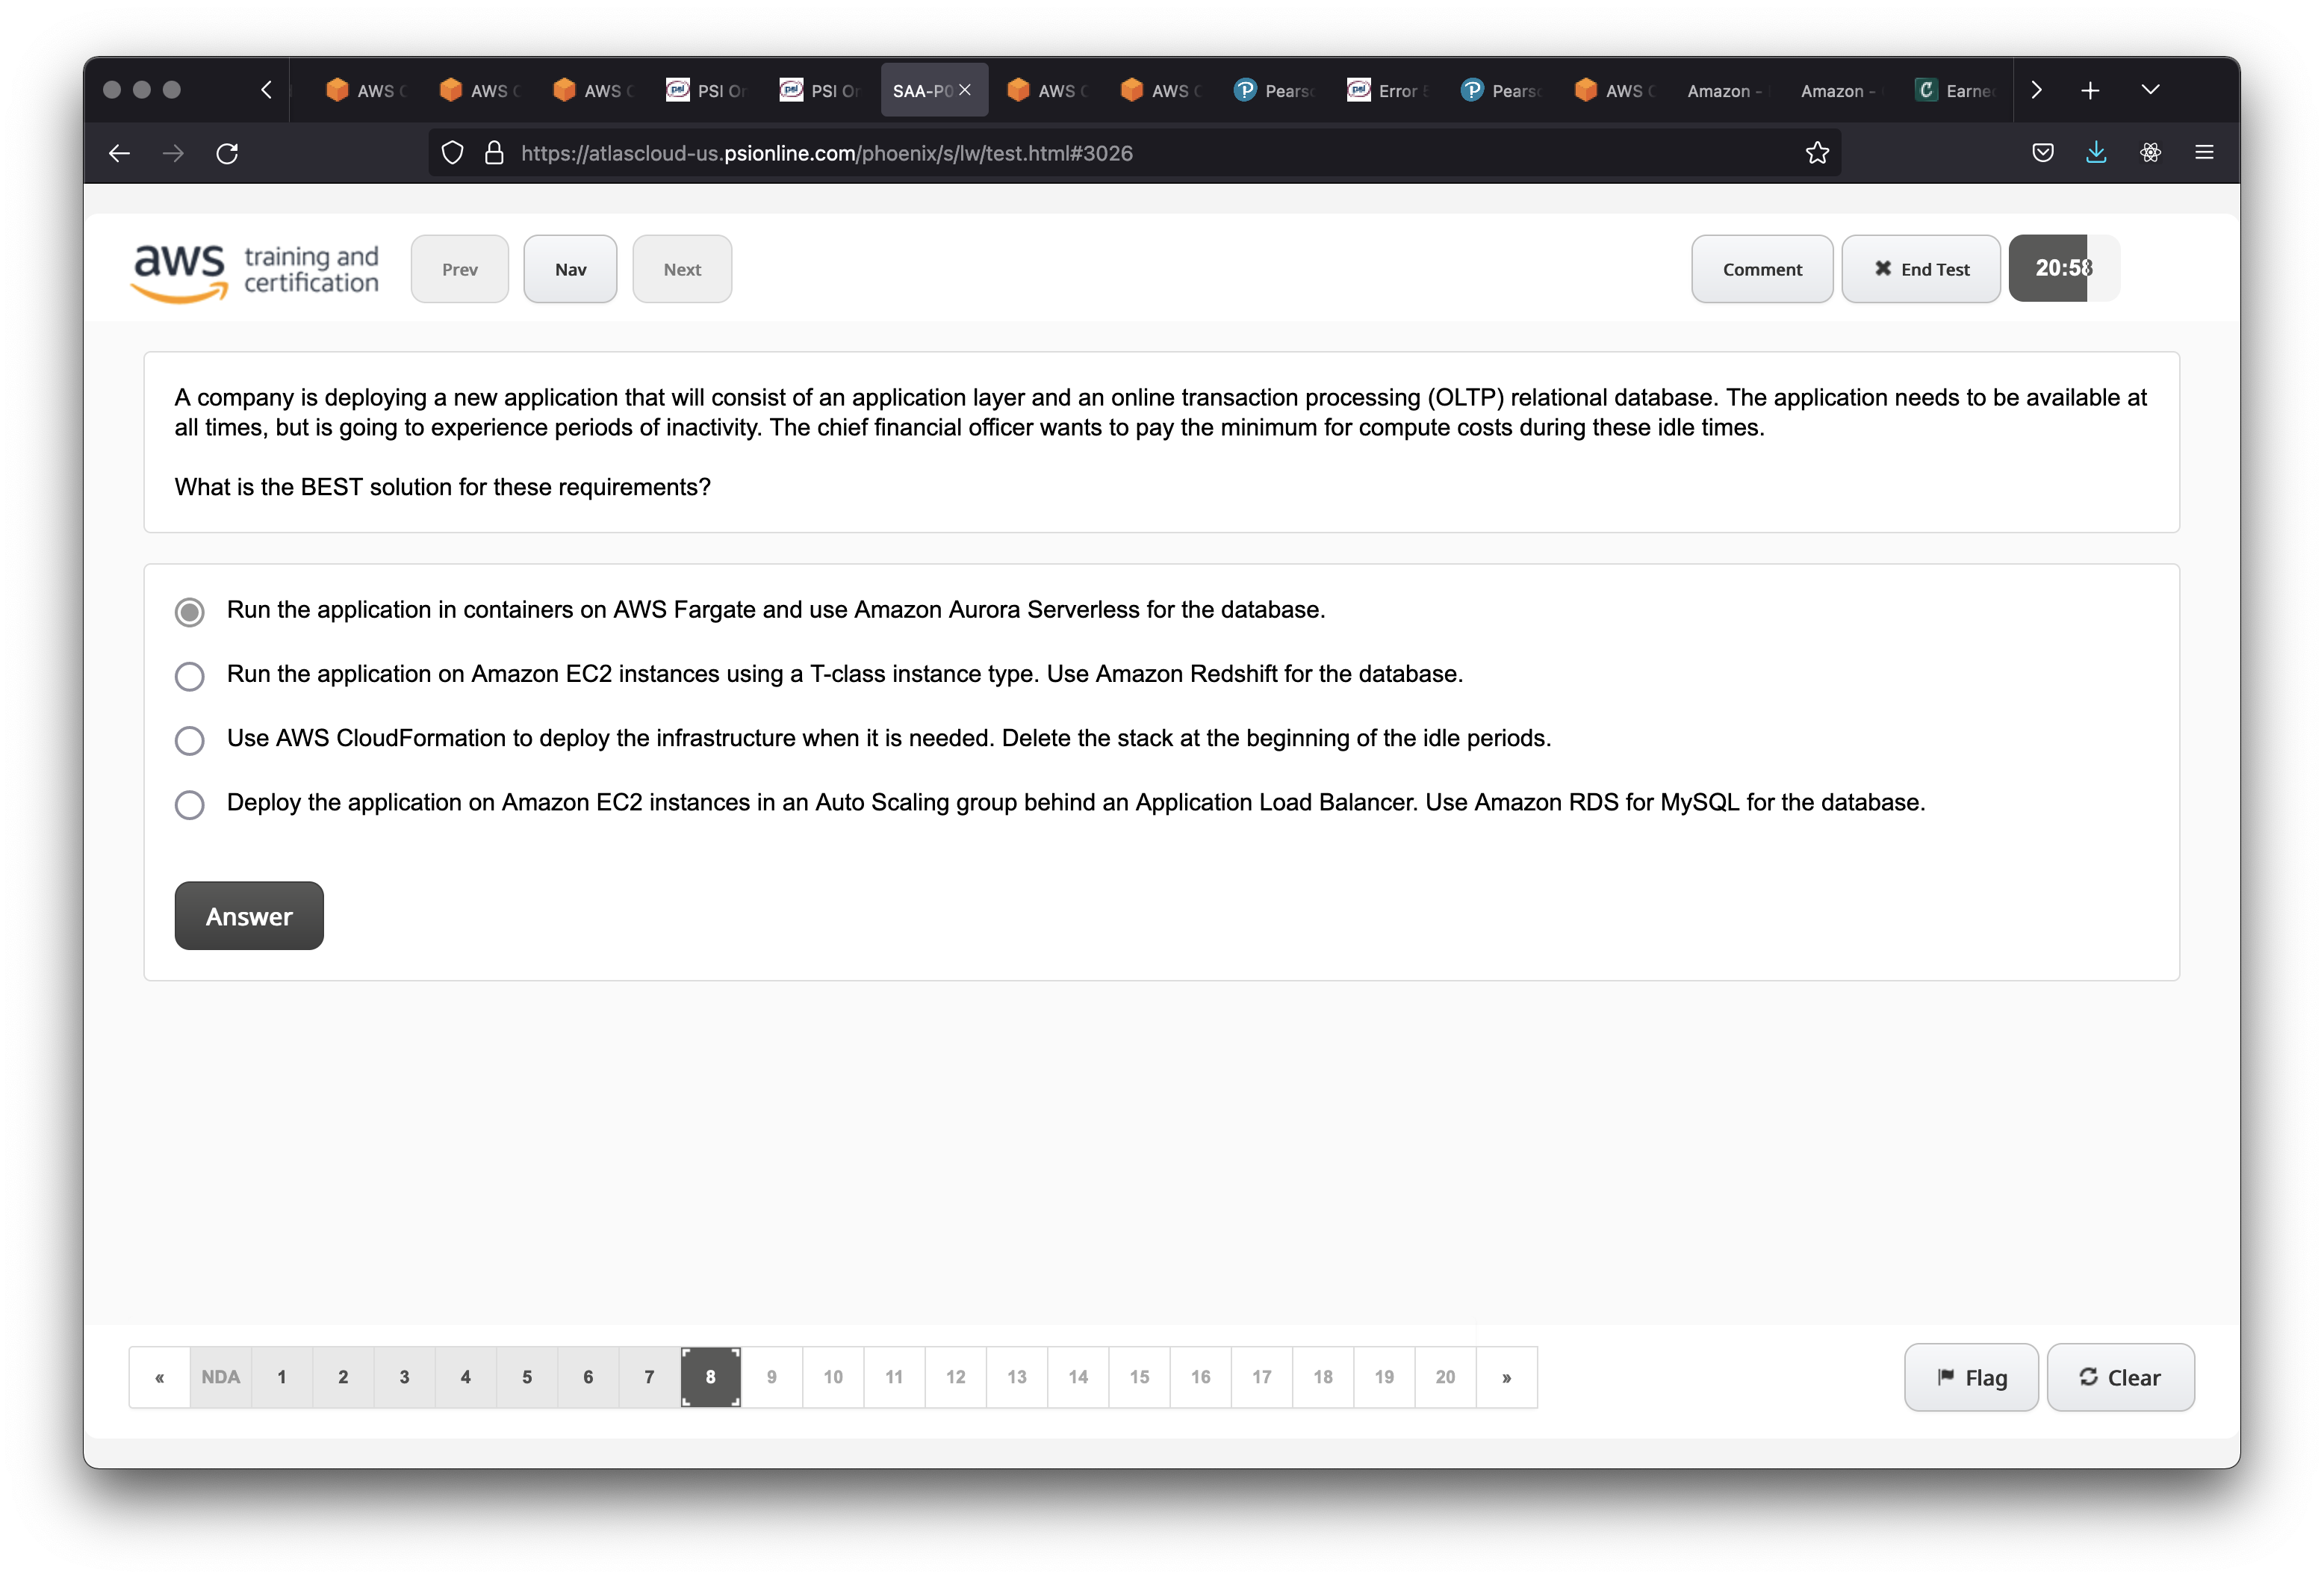 AWS C
AWS C
AWS C
psi PSI Or
psi PSI Or
SAA-P0
AWS C
AWS C
P Pears
psi Error 5
P Pears
AWS C
Amazon -
Amazon -
C Earne
https://atlascloud-us.psionline.com/phoenix/s/lw/test.html#3026
aws training and
certification
Prev
Nav
Next
Comment
End Test
20:58
A company is deploying a new application that will consist of an application layer and an online transaction processing (OLTP) relational database. The application needs to be available at
all times, but is going to experience periods of inactivity. The chief financial officer wants to pay the minimum for compute costs during these idle times.
What is the BEST solution for these requirements?
Run the application in containers on AWS Fargate and use Amazon Aurora Serverless for the database.
Run the application on Amazon EC2 instances using a T-class instance type. Use Amazon Redshift for the database.
Use AWS CloudFormation to deploy the infrastructure when it is needed. Delete the stack at the beginning of the idle periods.
Deploy the application on Amazon EC2 instances in an Auto Scaling group behind an Application Load Balancer. Use Amazon RDS for MySQL for the database.
Answer
« NDA 1 2 3 4 5 6 7 8 9 10 11 12 13 14 15 16 17 18 19 20 »
Flag
Clear